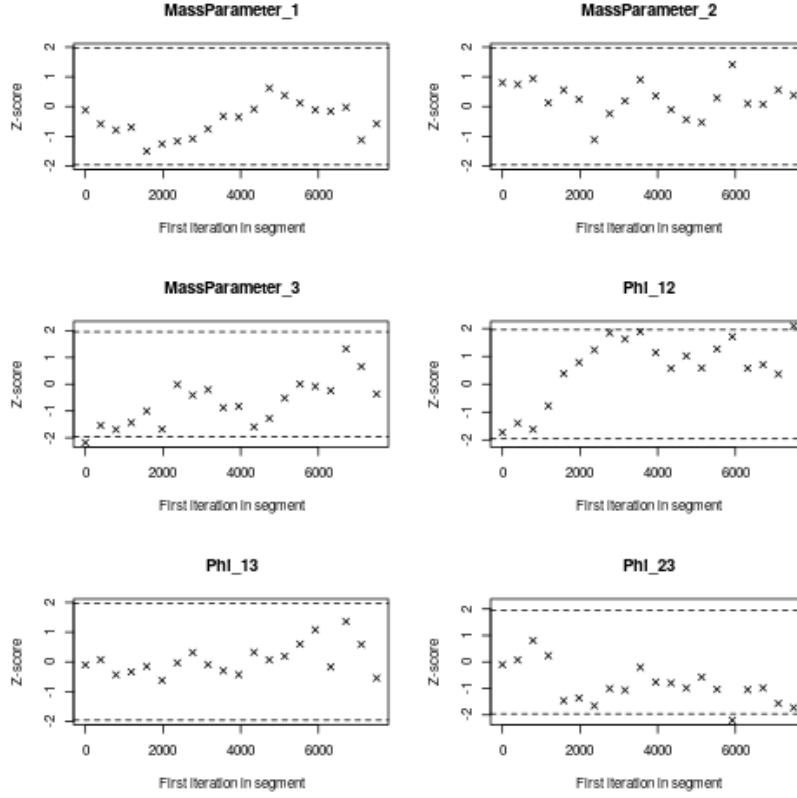 MassParameter_1
Z-score
2
1
0
-1
-2
0 2000 4000 6000
First iteration in segment
MassParameter_2
Z-score
2
1
0
-1
-2
0 2000 4000 6000
First iteration in segment
MassParameter_3
Z-score
2
1
0
-1
-2
0 2000 4000 6000
First iteration in segment
Phi_12
Z-score
2
1
0
-1
-2
0 2000 4000 6000
First iteration in segment
Phi_13
Z-score
2
1
0
-1
-2
0 2000 4000 6000
First iteration in segment
Phi_23
Z-score
2
1
0
-1
-2
0 2000 4000 6000
First iteration in segment